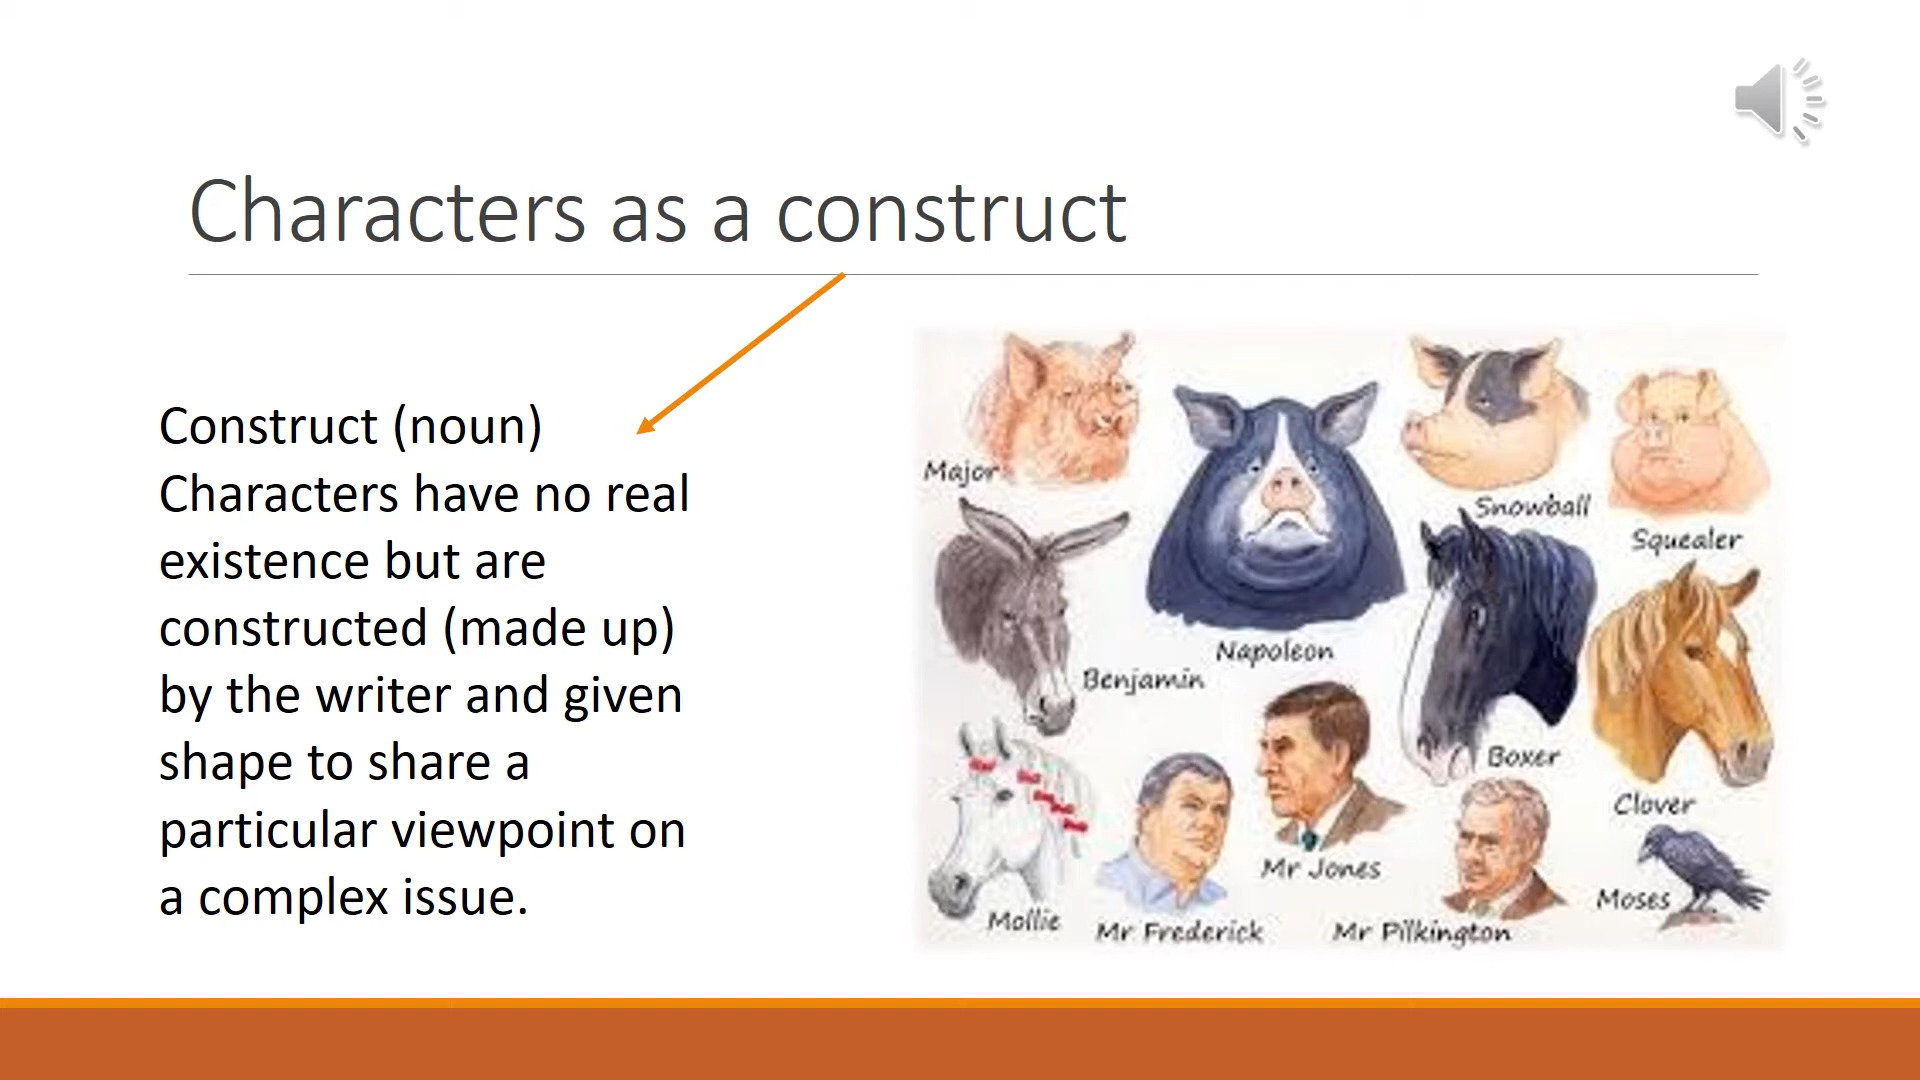 Characters as a construct
Construct (noun)
Characters have no real
existence but are
constructed (made up)
by the writer and given
shape to share a
particular viewpoint on
a complex issue.
Major
Snowball
Squealer
Napoleon
Benjamin
Boxer
Clover
Mr Jones
Moses
Mollie
Mr Frederick
Mr Pilkington